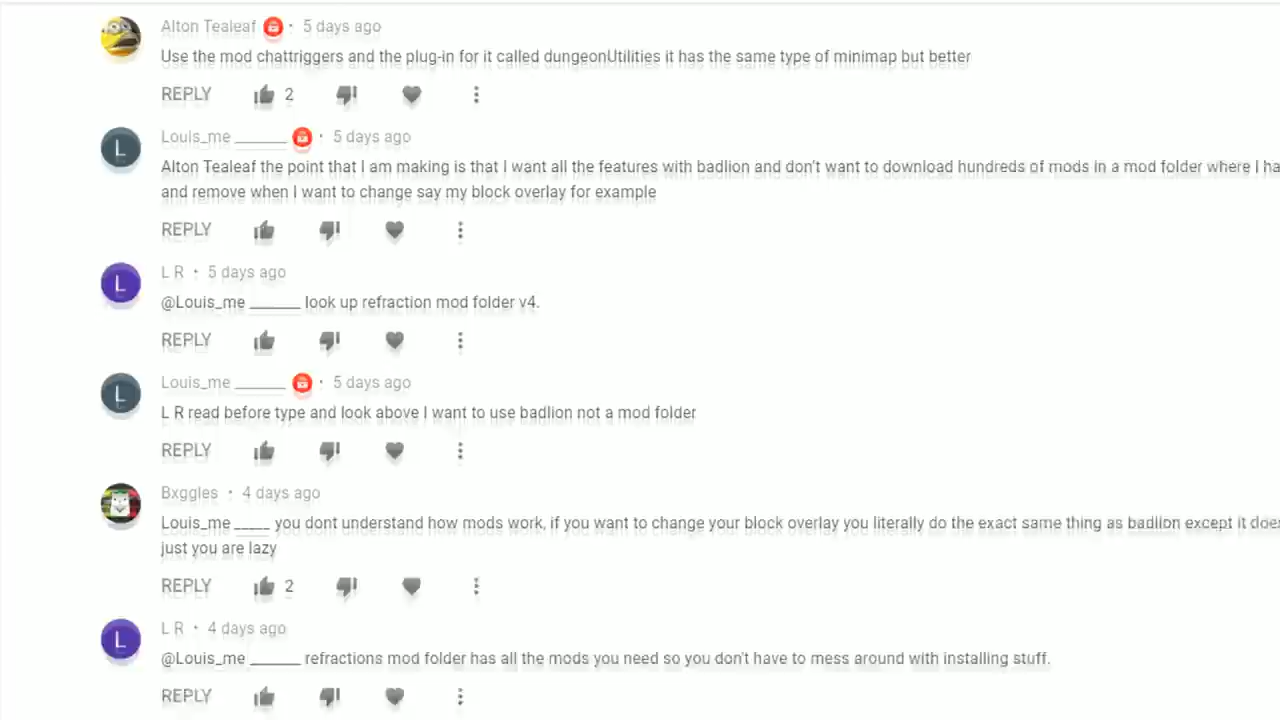 Alton Tealeaf · 5 days ago
Use the mod chattriggers and the plug-in for it called dungeonUtilities it has the same type of minimap but better
REPLY 2
L
Louis_me ______ · 5 days ago
Alton Tealeaf the point that I am making is that I want all the features with badlion and don't want to download hundreds of mods in a mod folder where I ha
and remove when I want to change say my block overlay for example
REPLY
L
L R · 5 days ago
@Louis_me ______ look up refraction mod folder v4.
REPLY
L
Louis_me ______ · 5 days ago
L R read before type and look above I want to use badlion not a mod folder
REPLY
Bxggles · 4 days ago
Louis_me ____ you dont understand how mods work, if you want to change your block overlay you literally do the exact same thing as badlion except it does
just you are lazy
REPLY 2
L
L R · 4 days ago
@Louis_me ______ refractions mod folder has all the mods you need so you don't have to mess around with installing stuff.
REPLY